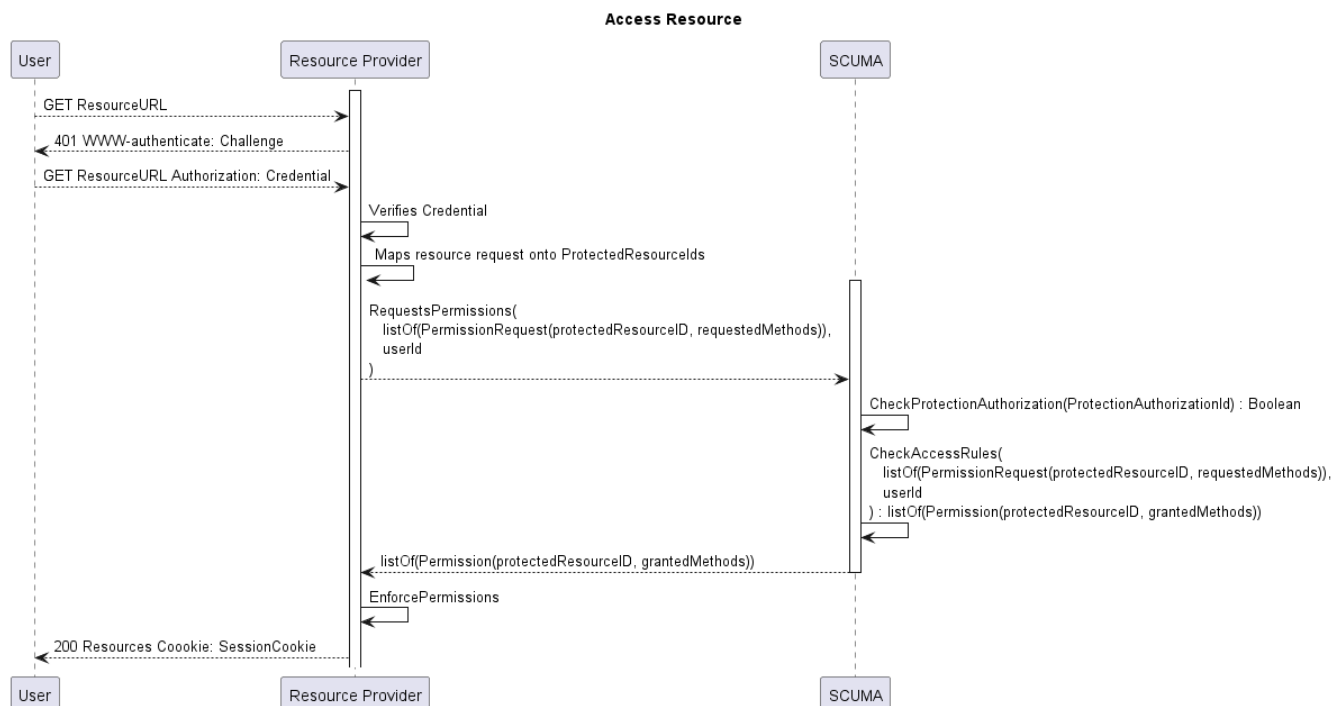 Access Resource
User
Resource Provider
SCUMA
GET ResourceURL
401 WWW-authenticate: Challenge
GET ResourceURL Authorization: Credential
Verifies Credential
Maps resource request onto ProtectedResourceIds
RequestsPermissions(
listOf(PermissionRequest(protectedResourceID, requestedMethods)),
userId
)
CheckProtectionAuthorization(ProtectionAuthorizationId) : Boolean
CheckAccessRules(
listOf(PermissionRequest(protectedResourceID, requestedMethods)),
userId
) : listOf(Permission(protectedResourceID, grantedMethods))
listOf(Permission(protectedResourceID, grantedMethods))
EnforcePermissions
200 Resources Coookie: SessionCookie
User
Resource Provider
SCUMA